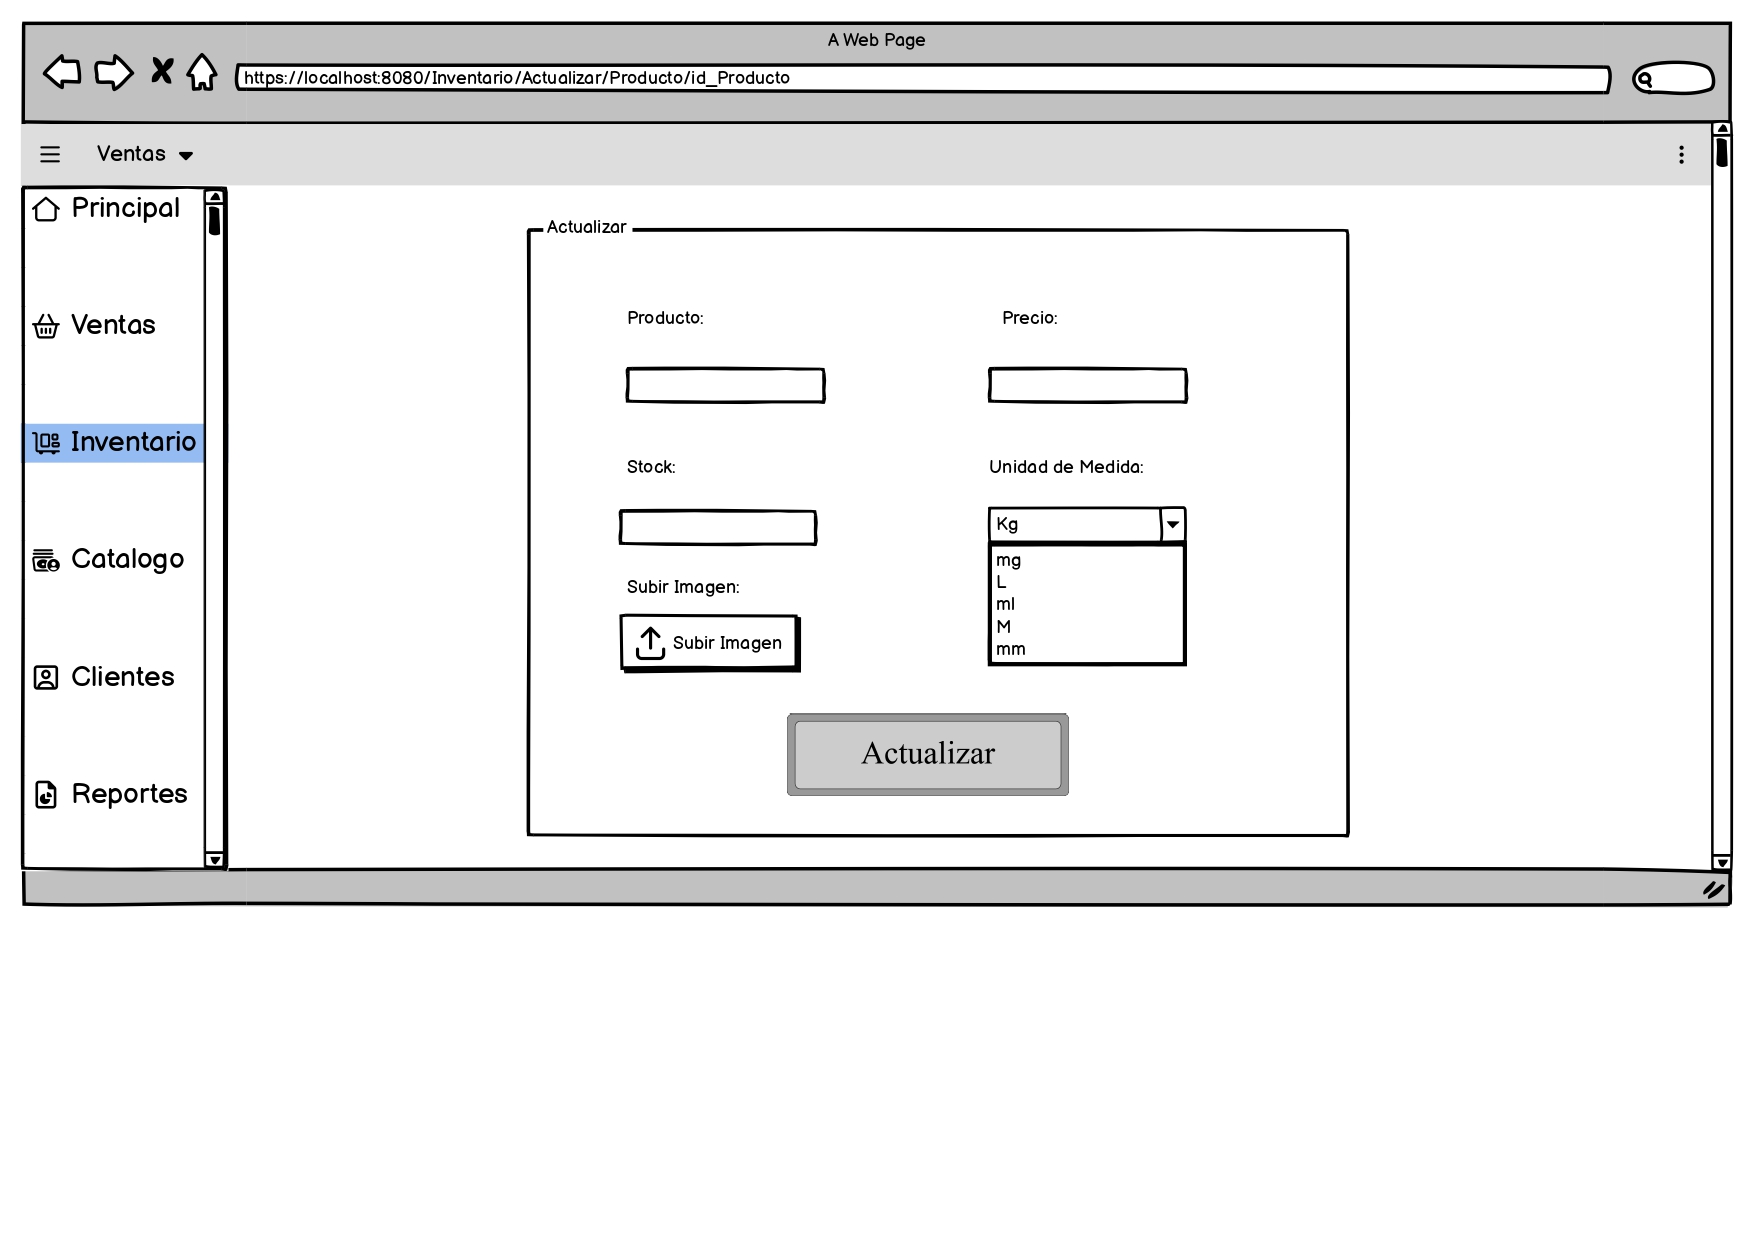 A Web Page
https://localhost:8080/Inventario/Actualizar/Producto/id_Producto
Ventas
Principal
Ventas
Inventario
Catalogo
Clientes
Reportes
Actualizar
Producto:
Precio:
Stock:
Unidad de Medida:
Kg
mg
L
ml
M
mm
Subir Imagen:
Subir Imagen
Actualizar